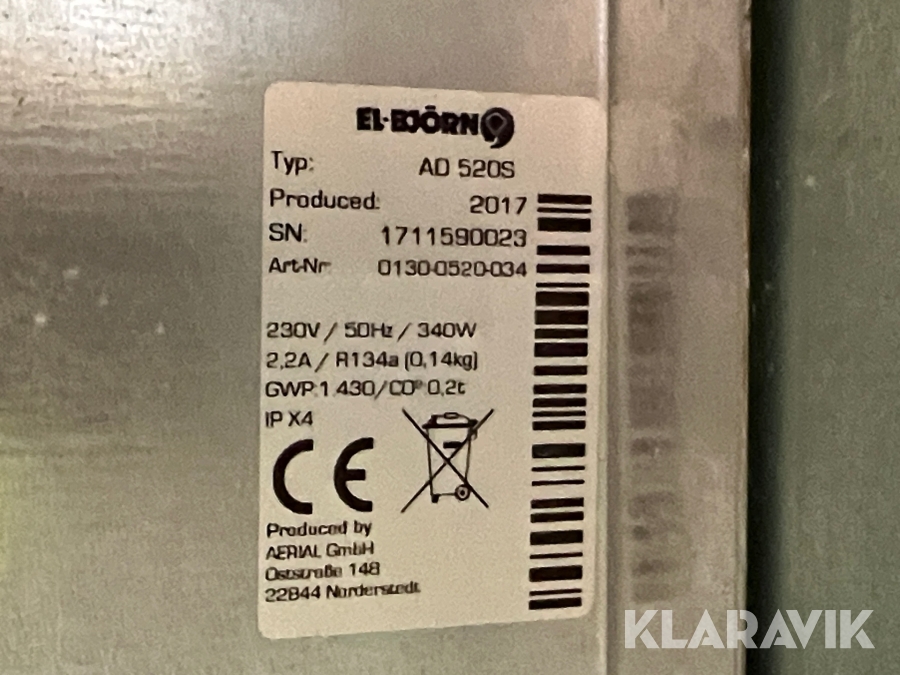 EL-BJÖRN
Typ: AD 520S
Produced: 2017
SN: 1711590023
Art-Nr 0130-0520-034
230V / 50Hz / 340W
2,2A / R134a (0,14kg)
GWP:1.430/CO² 0,2t
IP X4
CE
Produced by
AERIAL GmbH
Oststraße 148
22844 Norderstedt
KLARAVIK